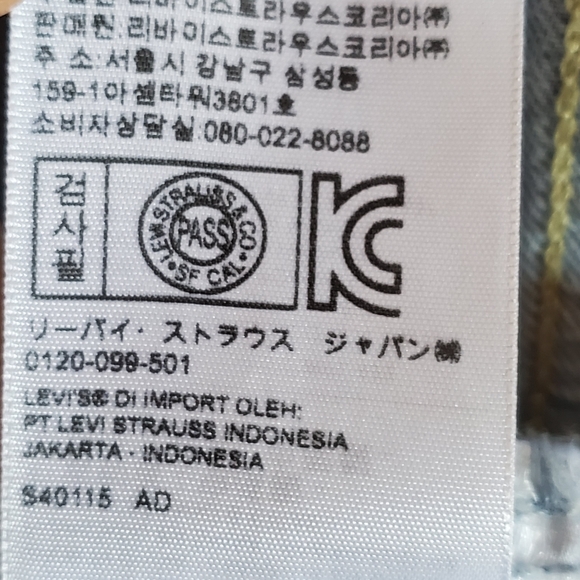 판매원:리바이스트라우스코리아㈜
주 소:서울시 강남구 삼성동
159-1아셈타워3801호
소비자상담실:080-022-8088
검사필
LEVI STRAUSS & CO.
PASS
SF CAL
リーバイ・ストラウス ジャパン㈱
0120-099-501
LEVI'S® DI IMPORT OLEH:
PT LEVI STRAUSS INDONESIA
JAKARTA - INDONESIA
S40115 AD